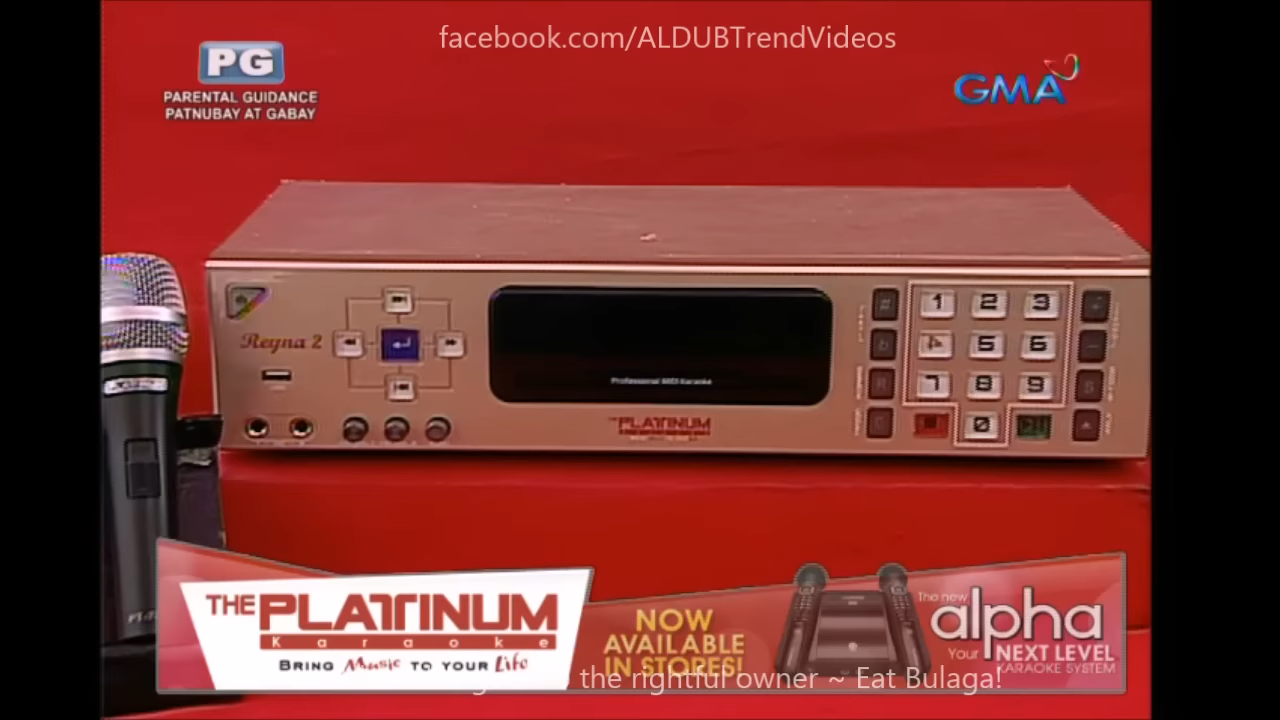 facebook.com/ALDUBTrendVideos
PG
PARENTAL GUIDANCE
PATNUBAY AT GABAY
GMA
Reyna 2
Professional MIDI Karaoke
THE PLATINUM
1 2 3
5 6
7 8 9
0
THE PLATINUM
Karaoke
BRING Music TO YOUR Life
NOW
AVAILABLE
IN STORES!
The new
alpha
Your NEXT LEVEL
KARAOKE SYSTEM
the rightful owner ~ Eat Bulaga!